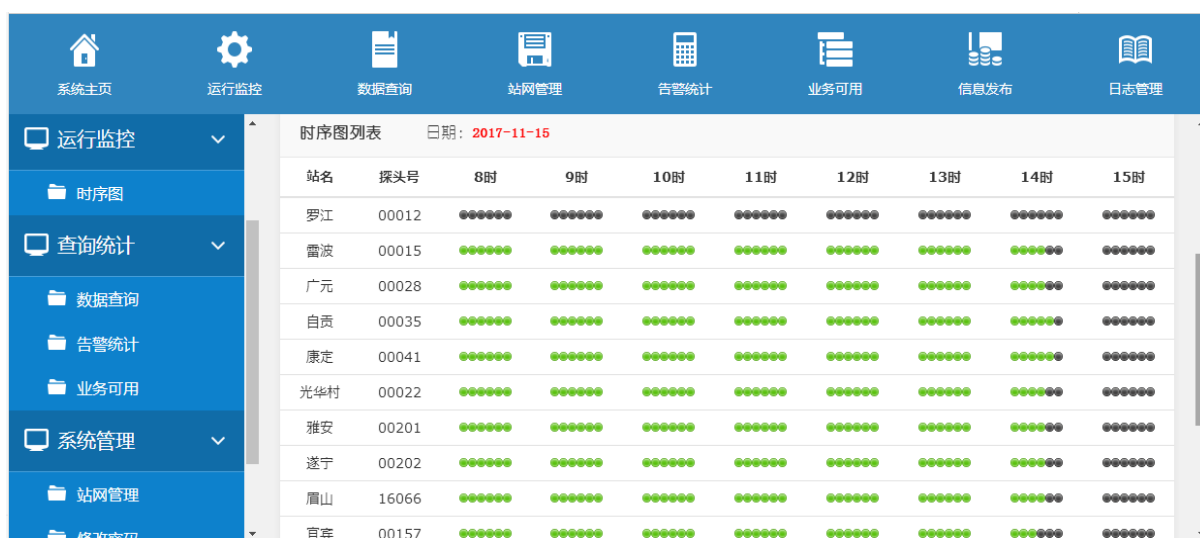 系统主页 运行监控 数据查询 站网管理 告警统计 业务可用 信息发布 日志管理
运行监控
时序图
查询统计
数据查询
告警统计
业务可用
系统管理
站网管理
修改密码
时序图列表 日期：2017-11-15
站名 探头号 8时 9时 10时 11时 12时 13时 14时 15时
罗江 00012
雷波 00015
广元 00028
自贡 00035
康定 00041
光华村 00022
雅安 00201
遂宁 00202
眉山 16066
宜宾 00157